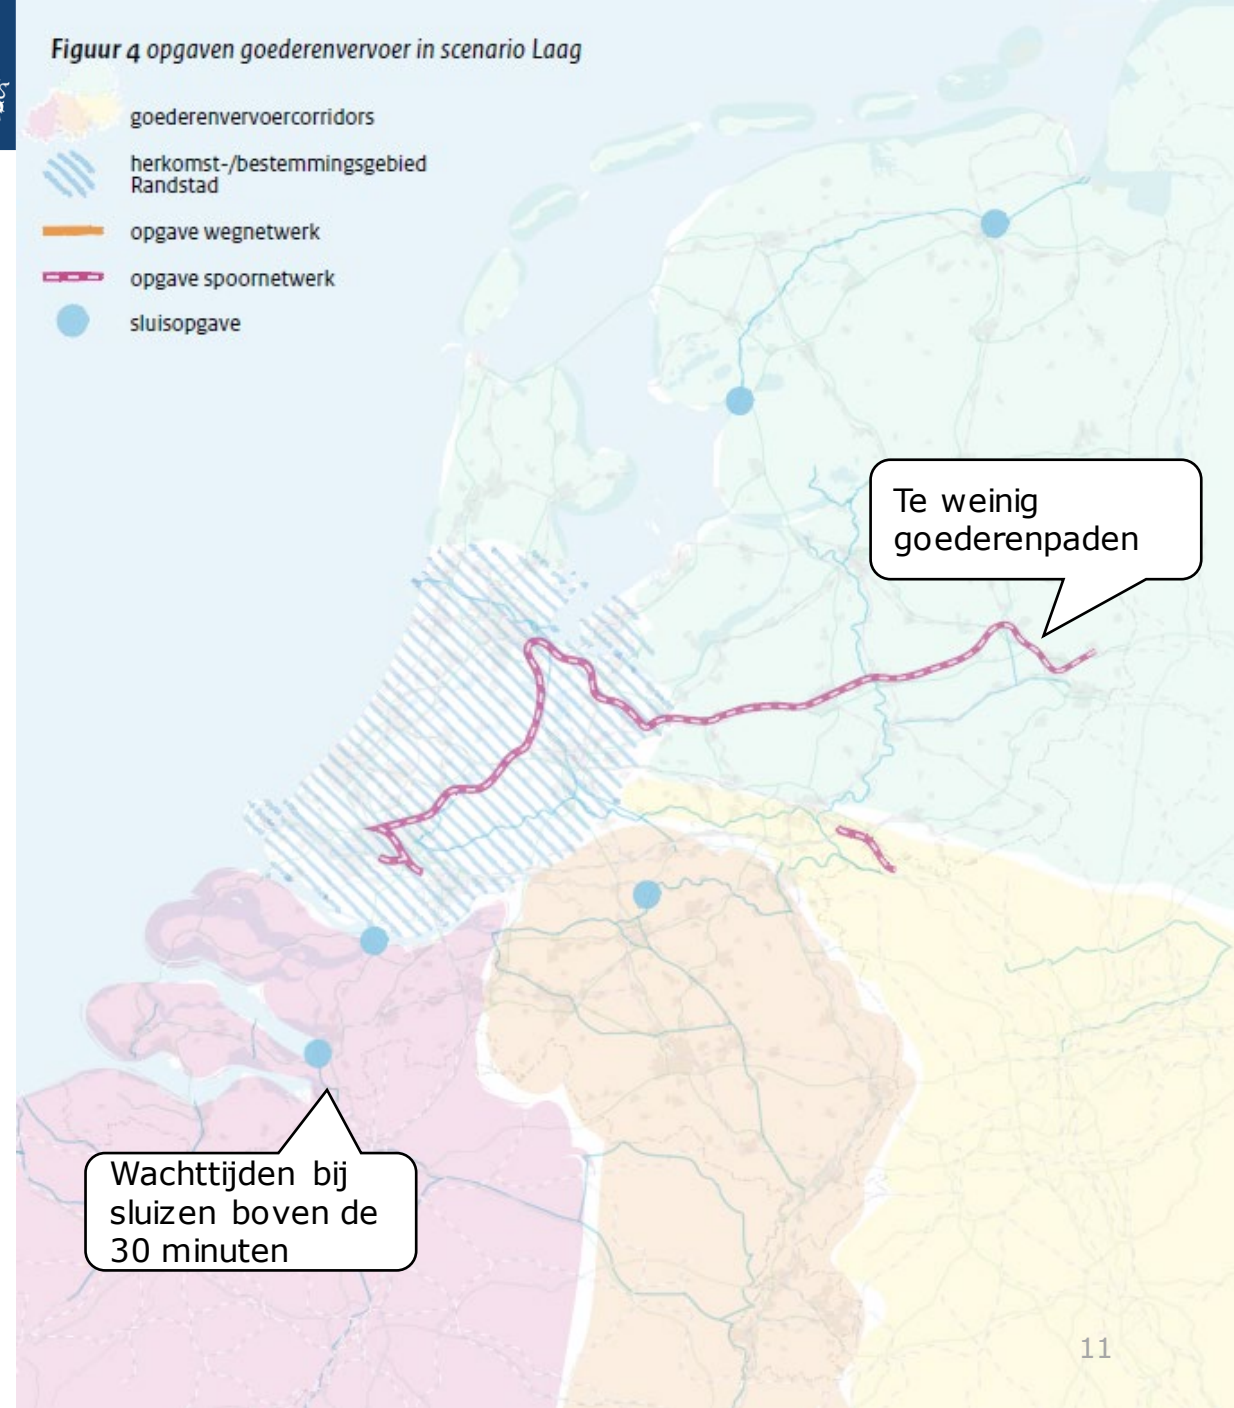 Figuur 4 opgaven goederenvervoer in scenario Laag
goederenvervoercorridors
herkomst-/bestemmingsgebied
Randstad
opgave wegnetwerk
opgave spoornetwerk
sluisopgave
Te weinig
goederenpaden
Wachttijden bij
sluizen boven de
30 minuten
11